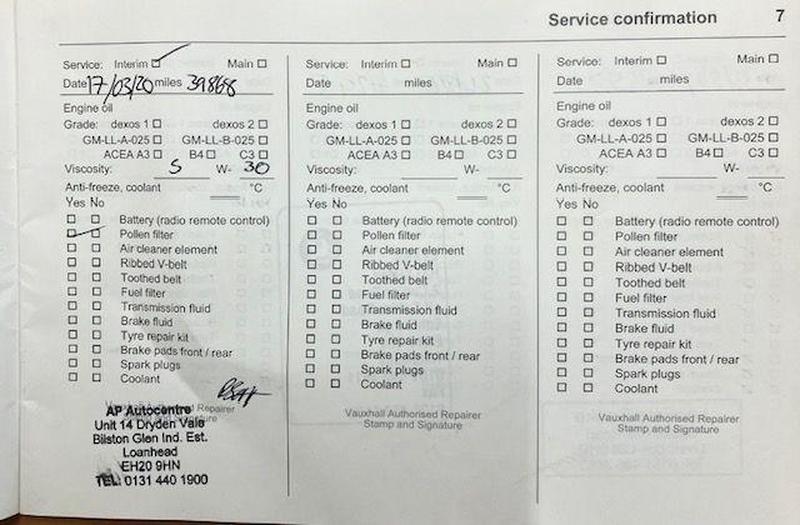 Service confirmation 7
Service: Interim ☐ Main ☐
Date 17/03/20 miles 39868
Engine oil
Grade: dexos 1 ☐ dexos 2 ☐
GM-LL-A-025 ☐ GM-LL-B-025 ☐
ACEA A3 ☐ B4 ☐ C3 ☐
Viscosity: 5 W- 30
Anti-freeze, coolant °C
Yes No
☐ ☐ Battery (radio remote control)
☐ ☐ Pollen filter
☐ ☐ Air cleaner element
☐ ☐ Ribbed V-belt
☐ ☐ Toothed belt
☐ ☐ Fuel filter
☐ ☐ Transmission fluid
☐ ☐ Brake fluid
☐ ☐ Tyre repair kit
☐ ☐ Brake pads front / rear
☐ ☐ Spark plugs
☐ ☐ Coolant
AP Autocentre
Unit 14 Dryden Vale
Bilston Glen Ind. Est.
Loanhead
EH20 9HN
TEL: 0131 440 1900
Service: Interim ☐ Main ☐
Date miles
Engine oil
Grade: dexos 1 ☐ dexos 2 ☐
GM-LL-A-025 ☐ GM-LL-B-025 ☐
ACEA A3 ☐ B4 ☐ C3 ☐
Viscosity: W-
Anti-freeze, coolant °C
Yes No
☐ ☐ Battery (radio remote control)
☐ ☐ Pollen filter
☐ ☐ Air cleaner element
☐ ☐ Ribbed V-belt
☐ ☐ Toothed belt
☐ ☐ Fuel filter
☐ ☐ Transmission fluid
☐ ☐ Brake fluid
☐ ☐ Tyre repair kit
☐ ☐ Brake pads front / rear
☐ ☐ Spark plugs
☐ ☐ Coolant
Vauxhall Authorised Repairer
Stamp and Signature
Service: Interim ☐ Main ☐
Date miles
Engine oil
Grade: dexos 1 ☐ dexos 2 ☐
GM-LL-A-025 ☐ GM-LL-B-025 ☐
ACEA A3 ☐ B4 ☐ C3 ☐
Viscosity: W-
Anti-freeze, coolant °C
Yes No
☐ ☐ Battery (radio remote control)
☐ ☐ Pollen filter
☐ ☐ Air cleaner element
☐ ☐ Ribbed V-belt
☐ ☐ Toothed belt
☐ ☐ Fuel filter
☐ ☐ Transmission fluid
☐ ☐ Brake fluid
☐ ☐ Tyre repair kit
☐ ☐ Brake pads front / rear
☐ ☐ Spark plugs
☐ ☐ Coolant
Vauxhall Authorised Repairer
Stamp and Signature